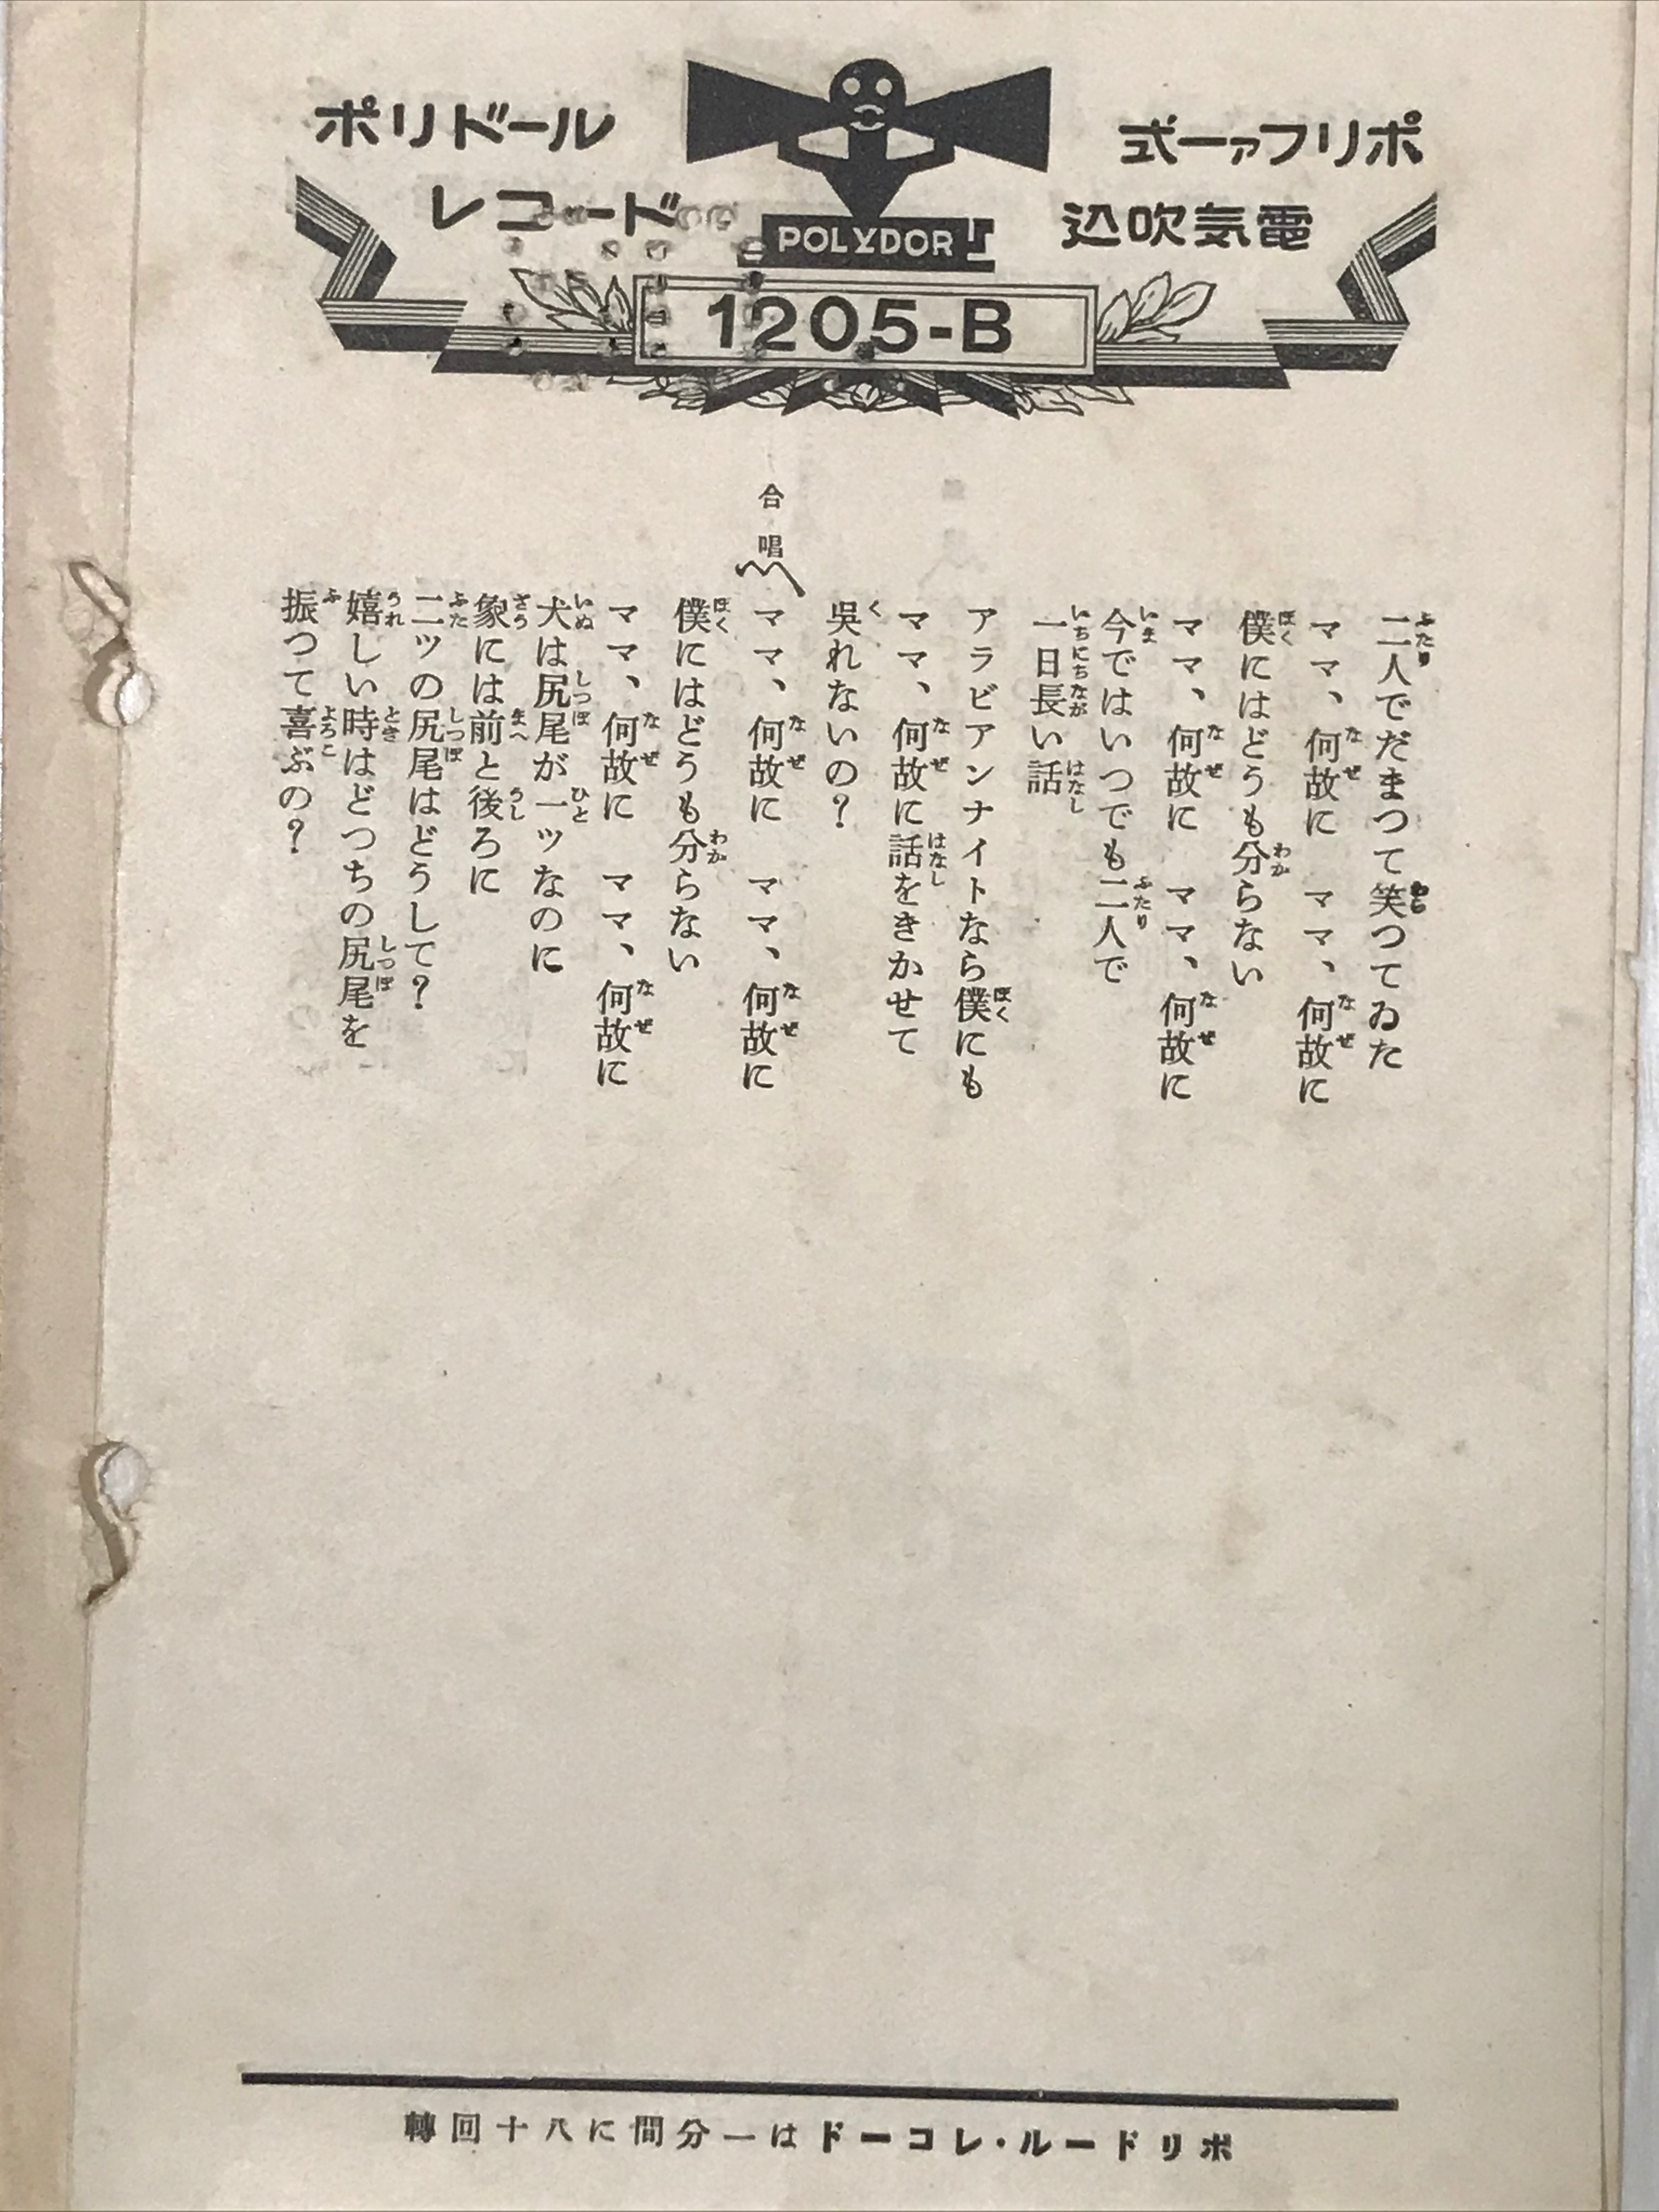 ポリドール
レコード
式ーァフリポ
込吹気電
POLYDOR
1205-B
二人でだまつて笑つてゐた
ママ、何故に　ママ、何故に
僕にはどうも分らない
ママ、何故に　ママ、何故に
今ではいつでも二人で
一日長い話
アラビアンナイトなら僕にも
ママ、何故に話をきかせて
呉れないの？
合唱
ママ、何故に　ママ、何故に
僕にはどうも分らない
ママ、何故に　ママ、何故に
犬は尻尾が一ツなのに
象には前と後ろに
二ツの尻尾はどうして？
嬉しい時はどつちの尻尾を
振つて喜ぶの？
轉回十八に間分一はドーコレ・ルードリポ